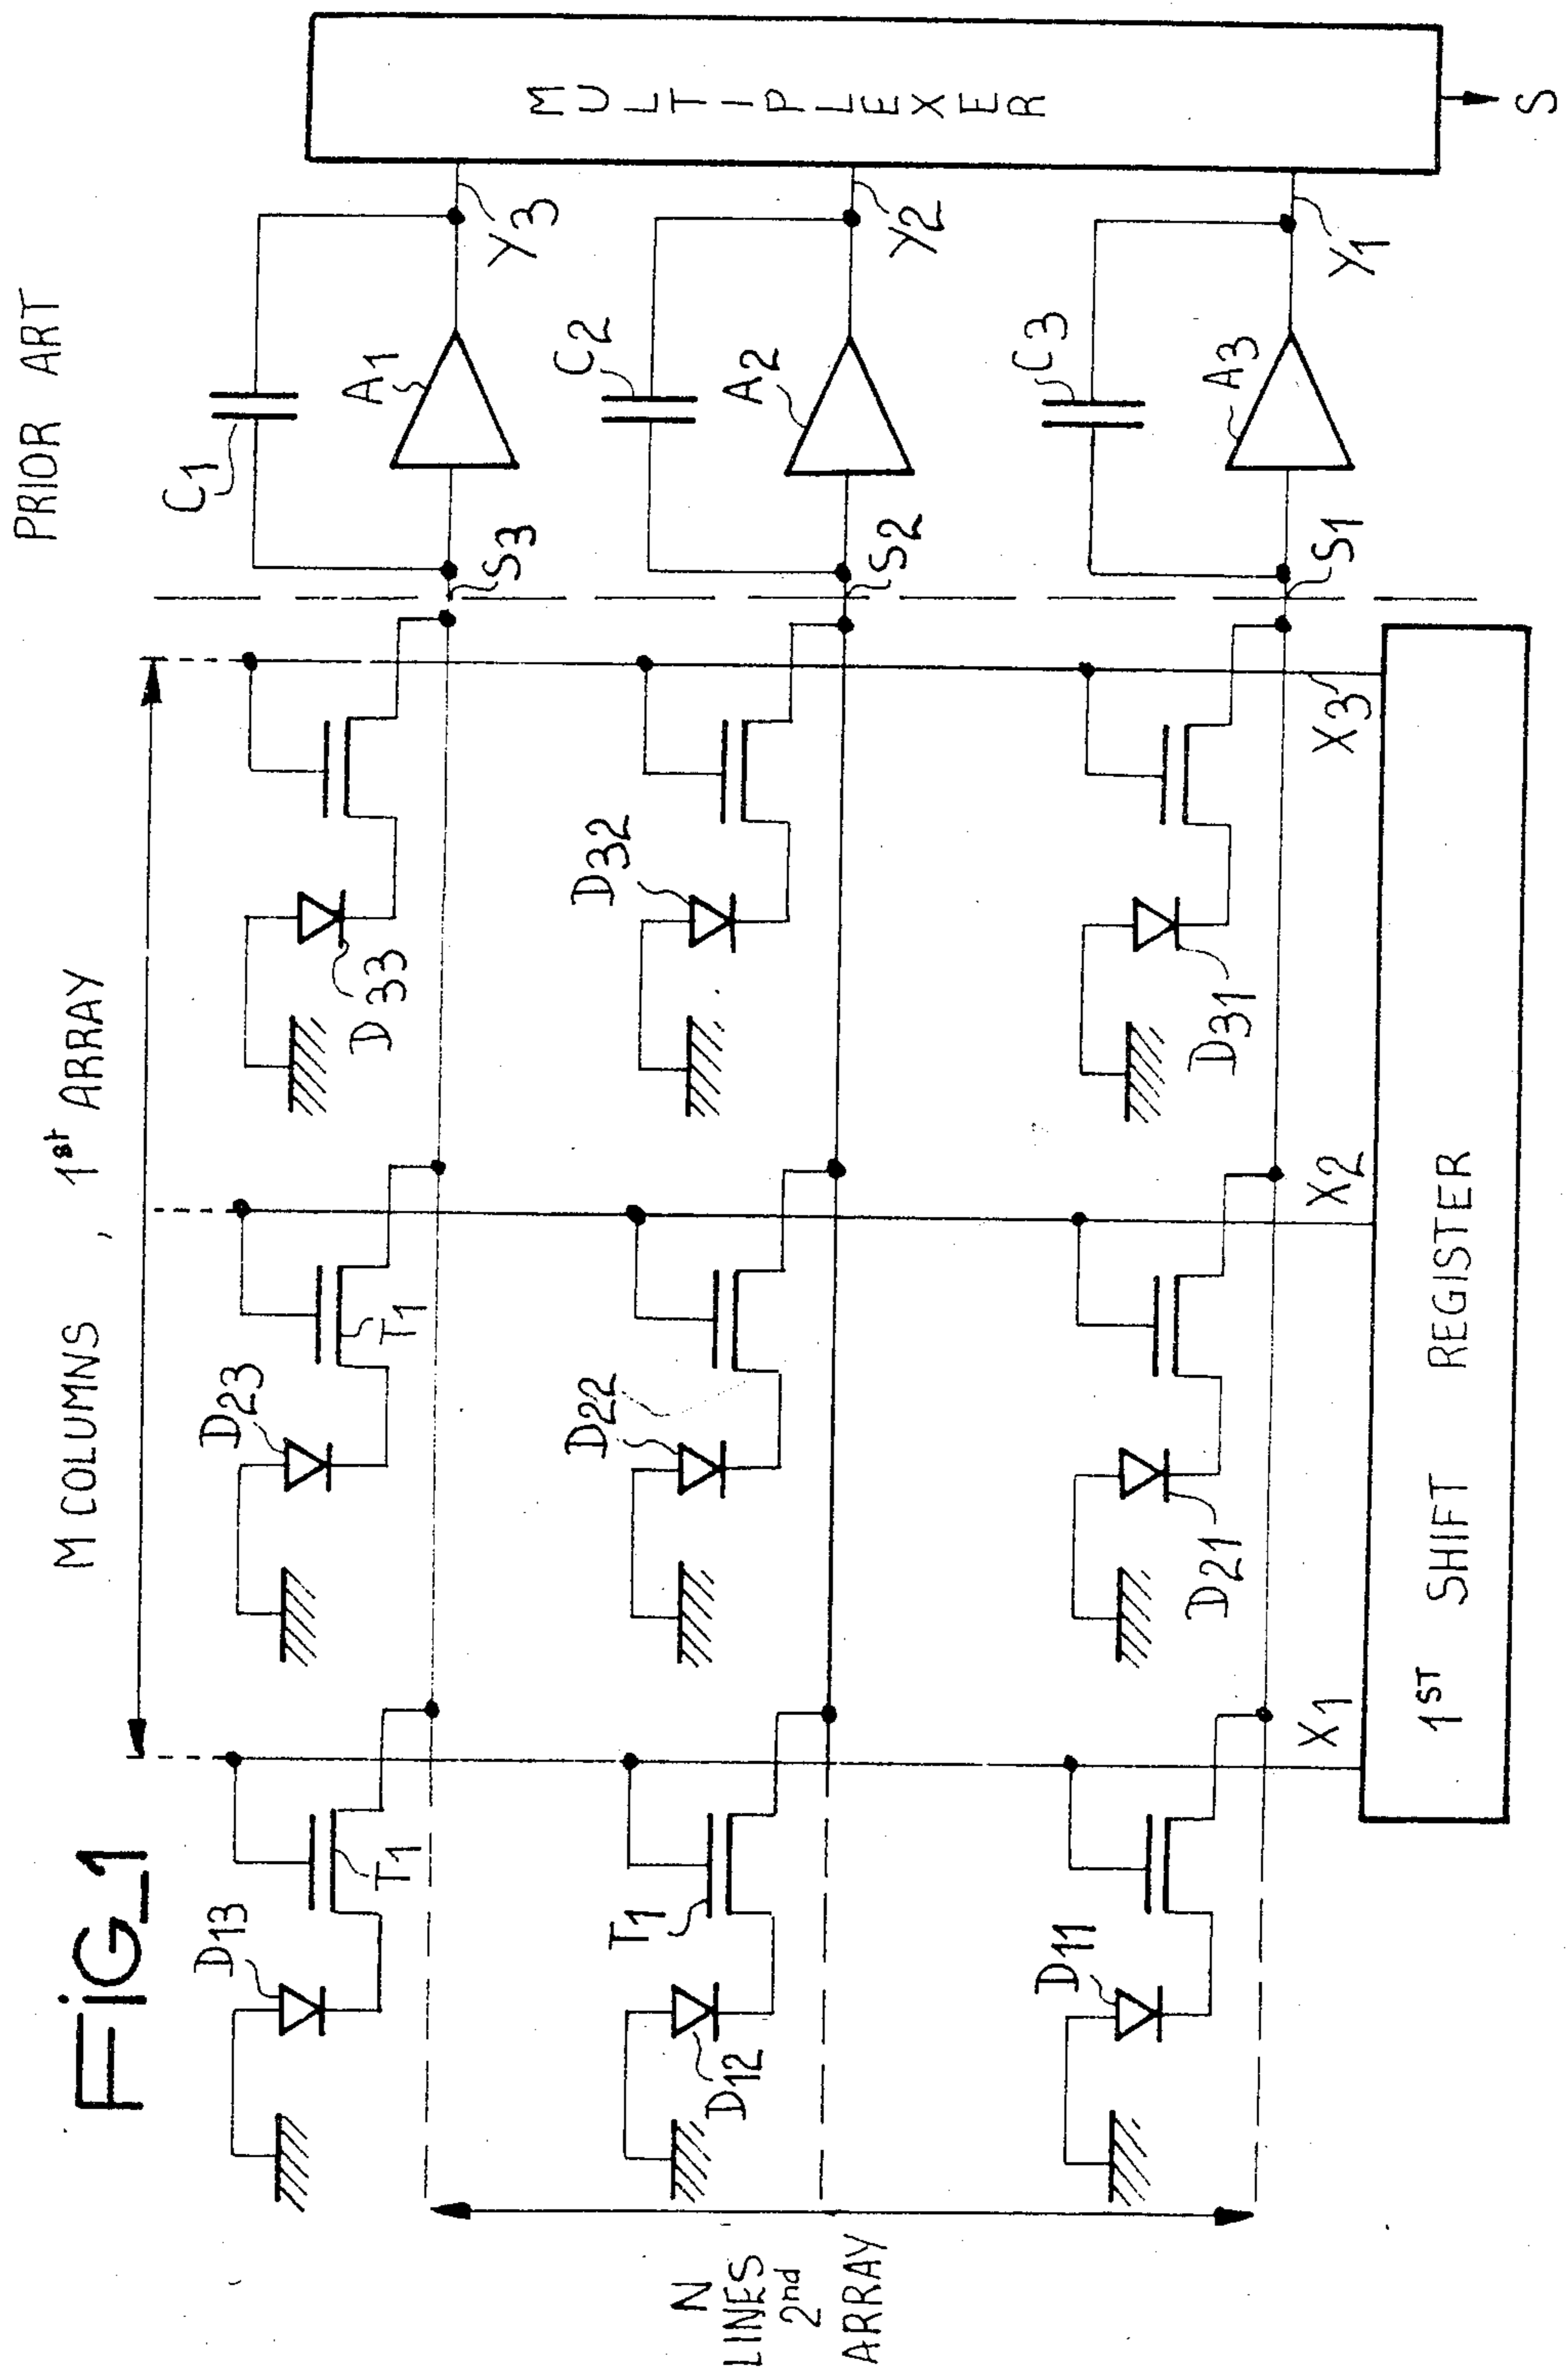 FiG_1
PRIOR ART
M COLUMNS , 1st ARRAY
C1
D13
D23
A1
T1
T1
D33
S3
Y3
MULTIPLEXER
C2
D32
T1
D22
A2
N
LINES
2nd
ARRAY
D12
S2
Y2
C3
D11
A3
D21
D31
S1
Y1
X1
X2
X3
1ST SHIFT REGISTER
S